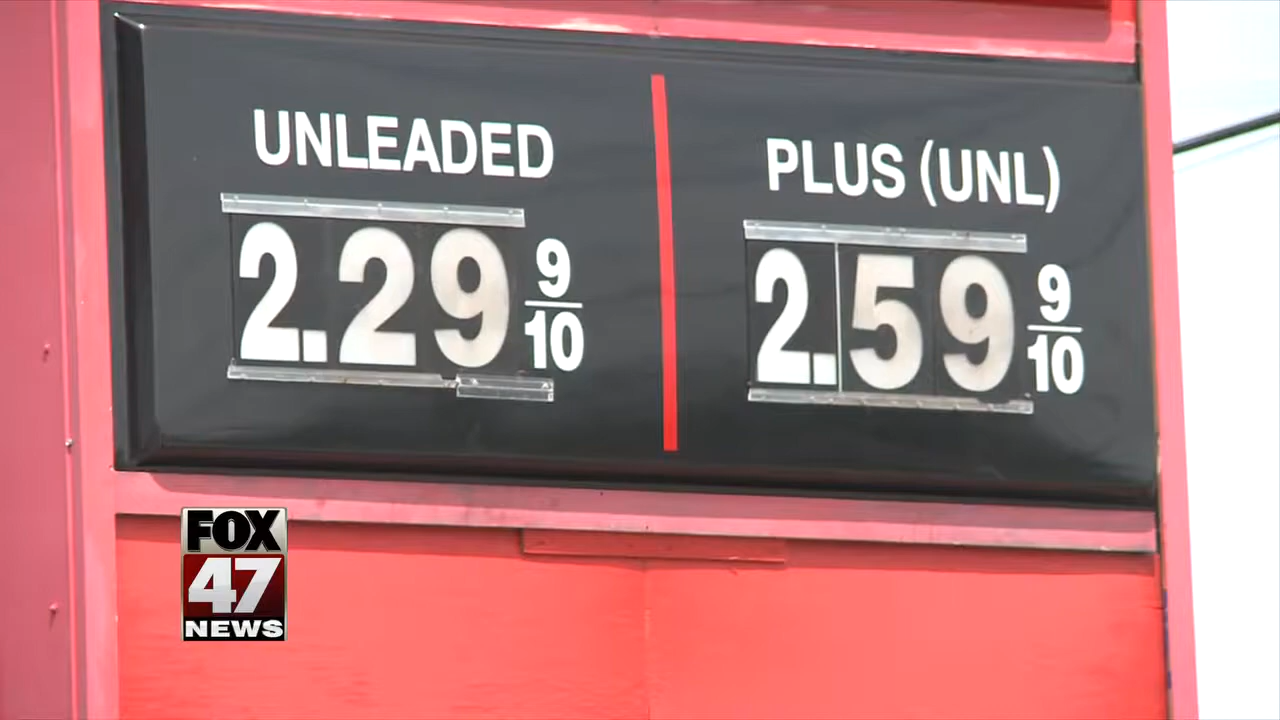 UNLEADED
2.29 9/10
PLUS (UNL)
2.59 9/10
FOX
47
NEWS